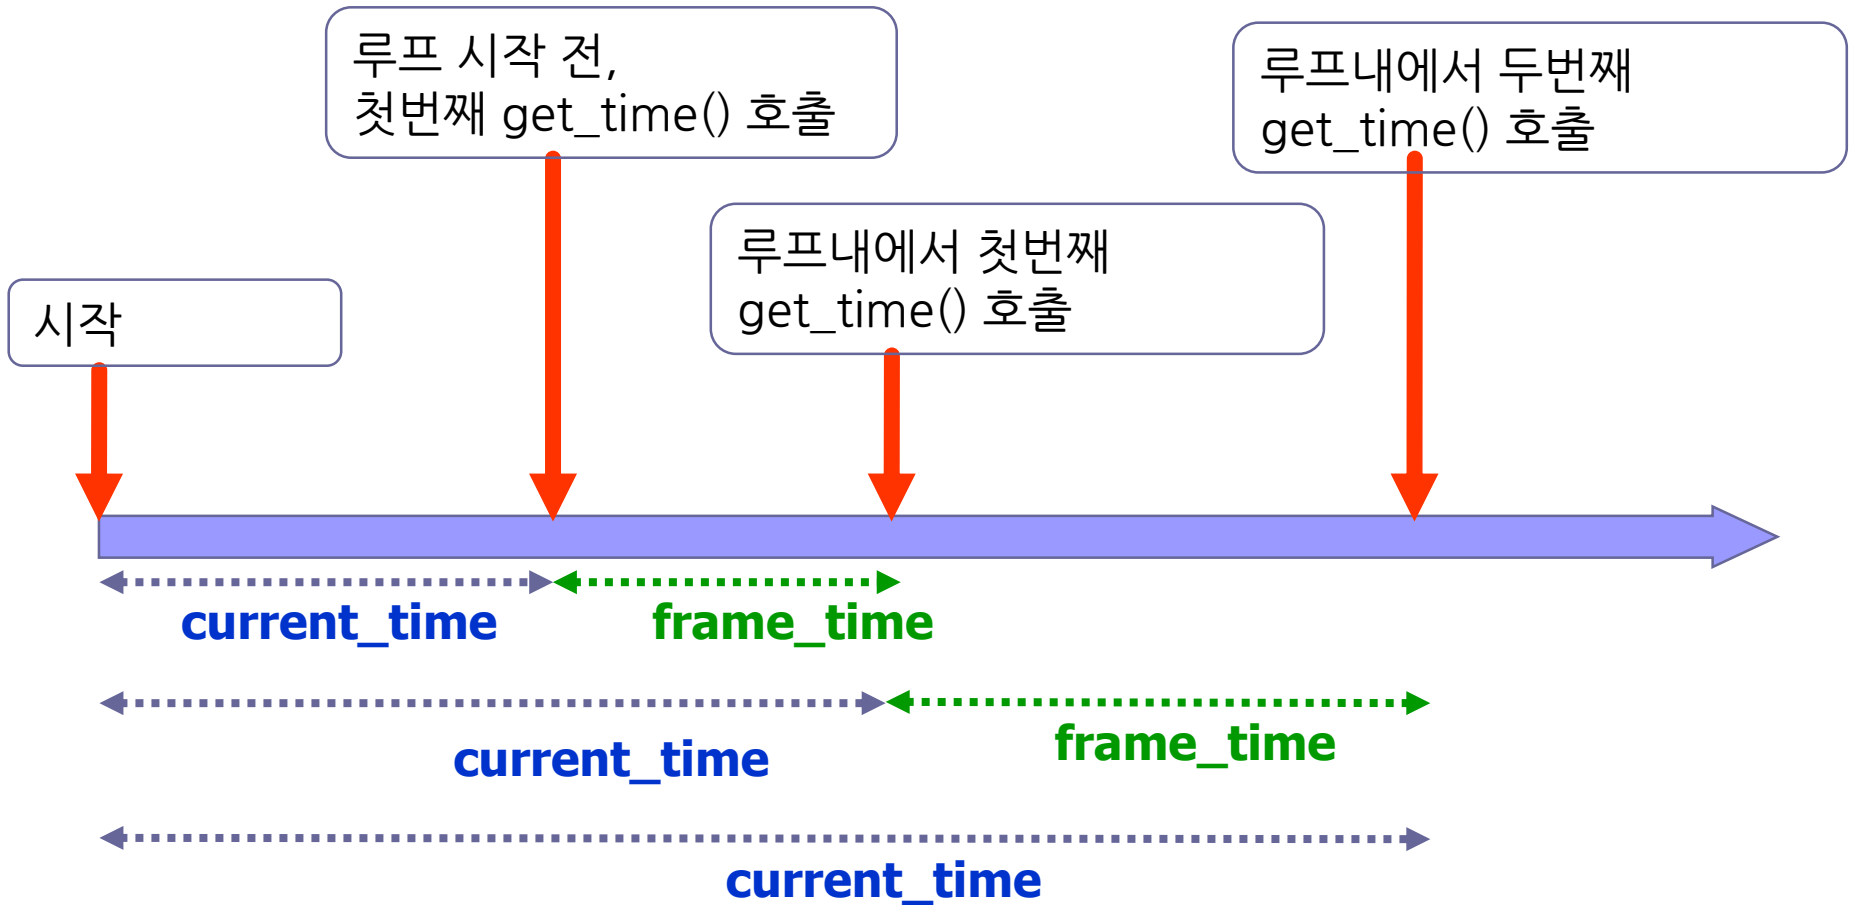 루프 시작 전,
첫번째 get_time() 호출
루프내에서 두번째
get_time() 호출
루프내에서 첫번째
get_time() 호출
시작
current_time
frame_time
current_time
frame_time
current_time